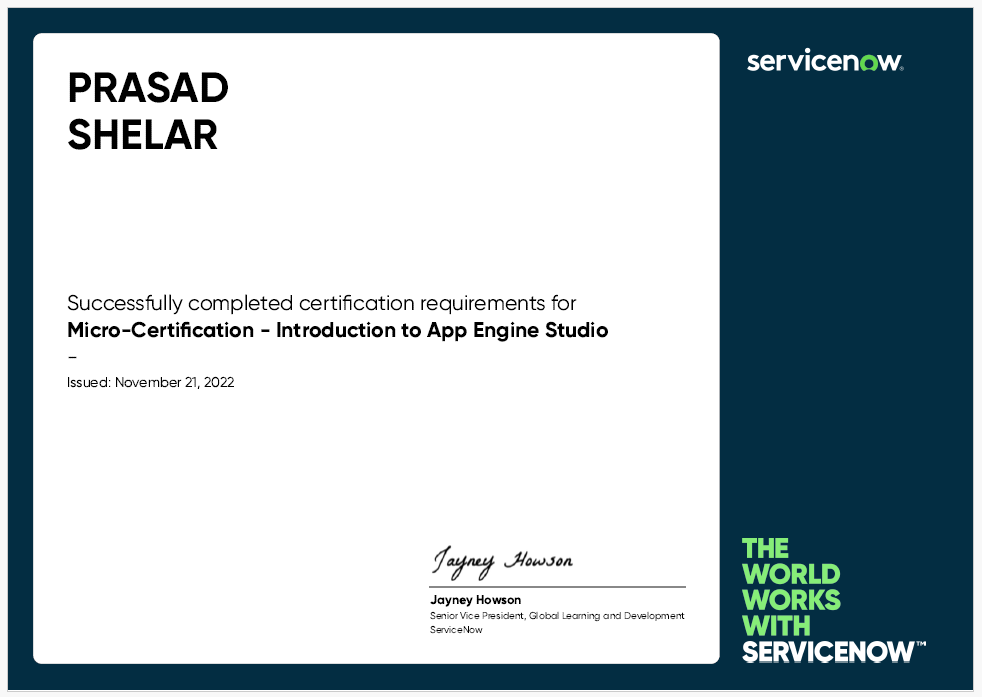 PRASAD
SHELAR
servicenow
Successfully completed certification requirements for
Micro-Certification - Introduction to App Engine Studio
–
Issued: November 21, 2022
Jayney Howson
Jayney Howson
Senior Vice President, Global Learning and Development
ServiceNow
THE
WORLD
WORKS
WITH
SERVICENOW™